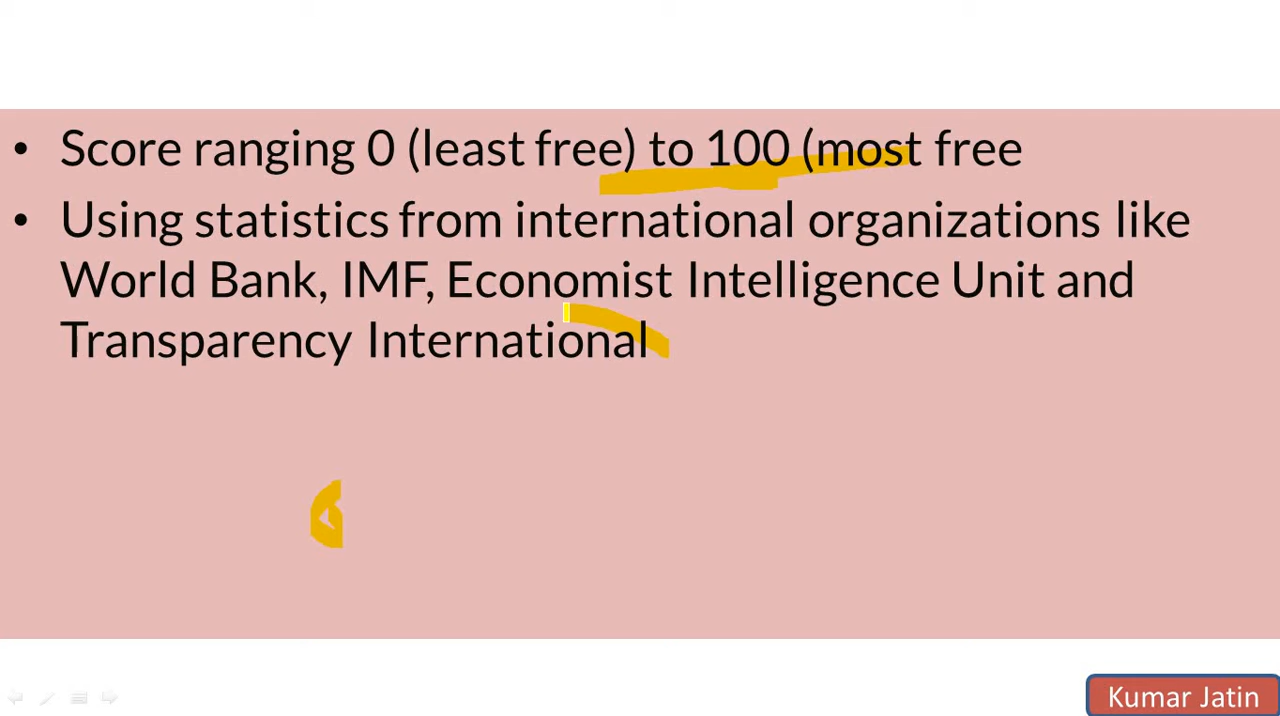 • Score ranging 0 (least free) to 100 (most free
• Using statistics from international organizations like
World Bank, IMF, Economist Intelligence Unit and
Transparency International
Kumar Jatin